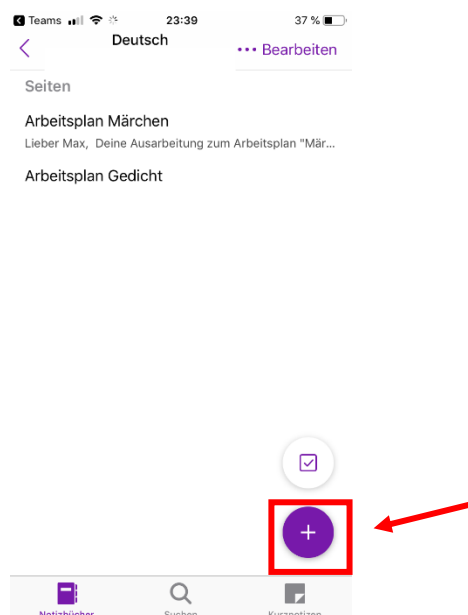 Teams 23:39 37 %
Deutsch
••• Bearbeiten
Seiten
Arbeitsplan Märchen
Lieber Max, Deine Ausarbeitung zum Arbeitsplan "Mär...
Arbeitsplan Gedicht
Notizbücher Suchen Kurznotizen